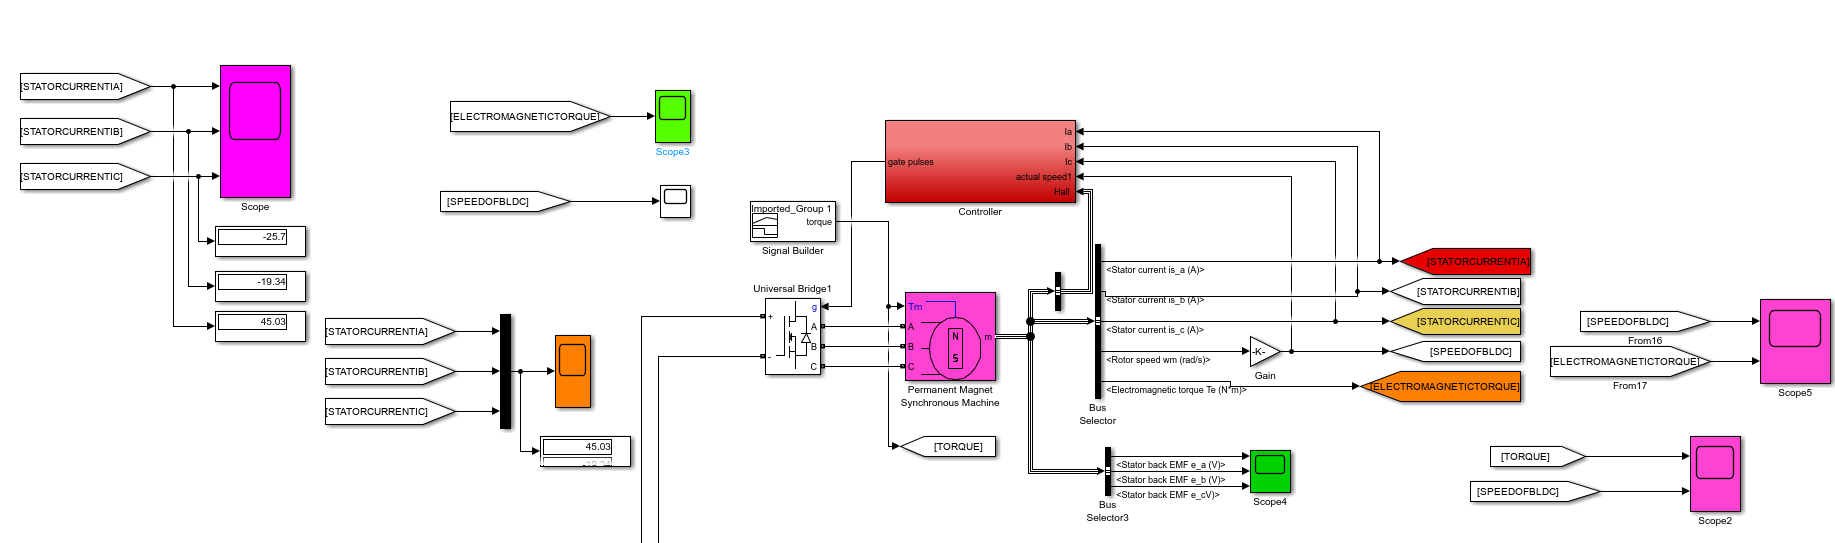 [STATORCURRENTIA]
[STATORCURRENTIB]
[STATORCURRENTIC]
Scope
-25.7
-19.34
45.03
[ELECTROMAGNETICTORQUE]
Scope3
[SPEEDOFBLDC]
[STATORCURRENTIA]
[STATORCURRENTIB]
[STATORCURRENTIC]
45.03
Imported_Group 1
torque
Signal Builder
gate pulses
Ia
Ib
Ic
actual speed1
Hall
Controller
Universal Bridge1
+
-
g
A
B
C
Tm
A
B
C
N
S
m
Permanent Magnet
Synchronous Machine
[TORQUE]
<Stator current is_a (A)>
<Stator current is_b (A)>
<Stator current is_c (A)>
<Rotor speed wm (rad/s)>
<Electromagnetic torque Te (N*m)>
Bus
Selector
-K-
Gain
[STATORCURRENTIA]
[STATORCURRENTIB]
[STATORCURRENTIC]
[SPEEDOFBLDC]
[ELECTROMAGNETICTORQUE]
<Stator back EMF e_a (V)>
<Stator back EMF e_b (V)>
<Stator back EMF e_cV)>
Bus
Selector3
Scope4
[SPEEDOFBLDC]
From16
[ELECTROMAGNETICTORQUE]
From17
Scope5
[TORQUE]
[SPEEDOFBLDC]
Scope2